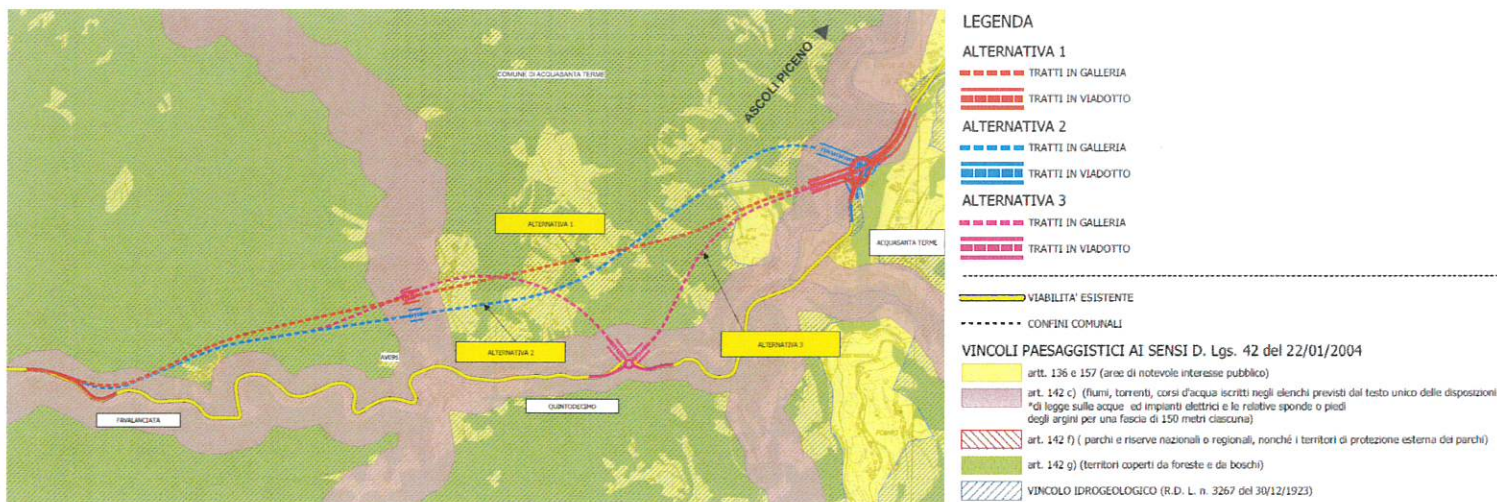 COMUNE DI ACQUASANTA TERME
ASCOLI PICENO
ALTERNATIVA 1
ACQUASANTA TERME
ALTERNATIVA 2
ALTERNATIVA 3
QUINTODECIMO
FAVALANCIATA
LEGENDA
ALTERNATIVA 1
TRATTI IN GALLERIA
TRATTI IN VIADOTTO
ALTERNATIVA 2
TRATTI IN GALLERIA
TRATTI IN VIADOTTO
ALTERNATIVA 3
TRATTI IN GALLERIA
TRATTI IN VIADOTTO
VIABILITA' ESISTENTE
CONFINI COMUNALI
VINCOLI PAESAGGISTICI AI SENSI D. Lgs. 42 del 22/01/2004
artt. 136 e 157 (aree di notevole interesse pubblico)
art. 142 c) (fiumi, torrenti, corsi d'acqua iscritti negli elenchi previsti dal testo unico delle disposizioni
*di legge sulle acque ed impianti elettrici e le relative sponde o piedi
degli argini per una fascia di 150 metri ciascuna)
art. 142 f) ( parchi e riserve nazionali o regionali, nonché i territori di protezione esterna dei parchi)
art. 142 g) (territori coperti da foreste e da boschi)
VINCOLO IDROGEOLOGICO (R.D. L. n. 3267 del 30/12/1923)